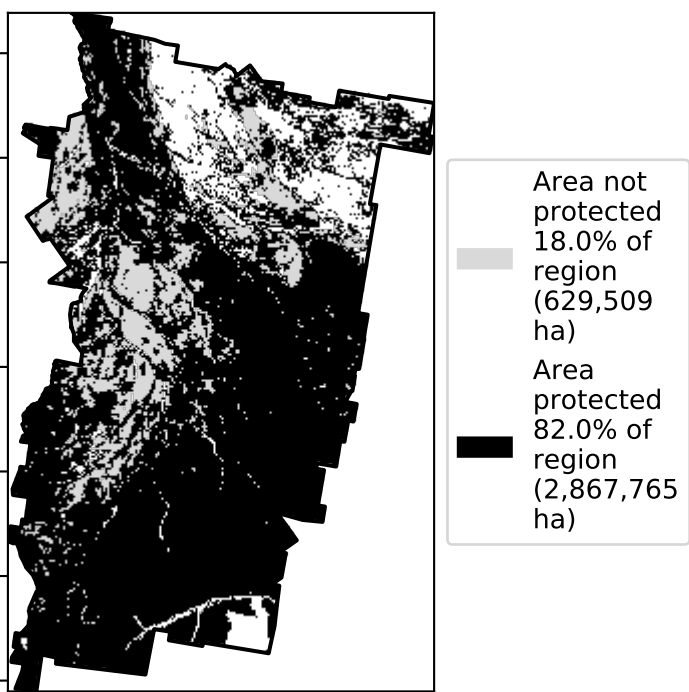 Area not
protected
18.0% of
region
(629,509
ha)
Area
protected
82.0% of
region
(2,867,765
ha)